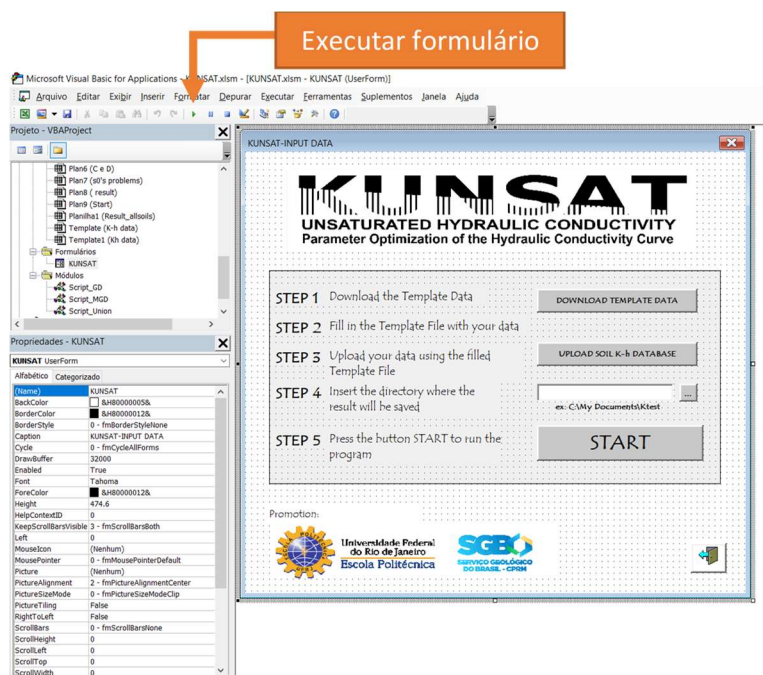 Executar formulário
Microsoft Visual Basic for Applications - KUNSAT.xlsm - [KUNSAT.xlsm - KUNSAT (UserForm)]
Arquivo Editar Exibir Inserir Formatar Depurar Executar Ferramentas Suplementos Janela Ajuda
Projeto - VBAProject
Plan6 (C e D)
Plan7 (s0's problems)
Plan8 ( result)
Plan9 (Start)
Planilha1 (Result_allsoils)
Template (K-h data)
Template1 (Kh data)
Formulários
KUNSAT
Módulos
Script_GD
Script_MGD
Script_Union
Propriedades - KUNSAT
KUNSAT UserForm
Alfabético Categorizado
(Name) KUNSAT
BackColor &H80000005&
BorderColor &H80000012&
BorderStyle 0 - fmBorderStyleNone
Caption KUNSAT-INPUT DATA
Cycle 0 - fmCycleAllForms
DrawBuffer 32000
Enabled True
Font Tahoma
ForeColor &H80000012&
Height 474.6
HelpContextID 0
KeepScrollBarsVisible 3 - fmScrollBarsBoth
Left 0
MouseIcon (Nenhum)
MousePointer 0 - fmMousePointerDefault
Picture (Nenhum)
PictureAlignment 2 - fmPictureAlignmentCenter
PictureSizeMode 0 - fmPictureSizeModeClip
PictureTiling False
RightToLeft False
ScrollBars 0 - fmScrollBarsNone
ScrollHeight 0
ScrollLeft 0
ScrollTop 0
ScrollWidth 0
KUNSAT-INPUT DATA
KUNSAT
UNSATURATED HYDRAULIC CONDUCTIVITY
Parameter Optimization of the Hydraulic Conductivity Curve
STEP 1 Download the Template Data
DOWNLOAD TEMPLATE DATA
STEP 2 Fill in the Template File with your data
STEP 3 Upload your data using the filled
Template File
UPLOAD SOIL K-h DATABASE
STEP 4 Insert the directory where the
result will be saved
...
ex: C:\My Documents\Ktest
STEP 5 Press the button START to run the
program
START
Promotion:
Universidade Federal
do Rio de Janeiro
Escola Politécnica
SGB
SERVIÇO GEOLÓGICO
DO BRASIL - CPRM